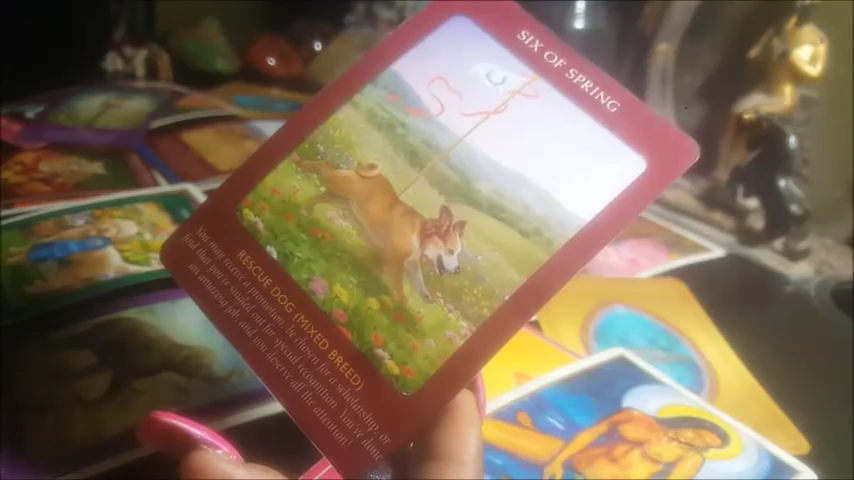 SIX OF SPRING
RESCUE DOG (MIXED BREED)
You may receive a promotion, be chosen for a scholarship, or
find that you're singled out for special recognition. You've done
an amazing job, and you deserve all the attention!